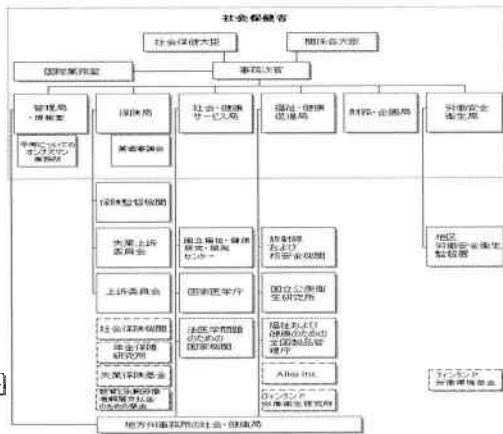 社会保健省
社会保健大臣
関係各大臣
国際業務室
事務次官
管理局
・情報室
保険局
社会・健康
サービス局
福祉・健康
促進局
財務・企画局
労働安全
衛生局
平等についての
オンブズマン
事務所
保険監督機関
失業上訴
委員会
国立福祉・健康
研究・開発
センター
放射線
および
核安全機関
地区
労働安全衛生
監督署
上訴委員会
国家医学庁
国立公衆衛
生研究所
社会保険機関
年金保障
研究所
法医学問題
のための
国家機関
福祉および
健康のための
全国製品管
理庁
失業保険基金
Alko Inc.
フィンランド
労働衛生研究所
フィンランド
労働環境基金
地方州事務所の社会・健康局